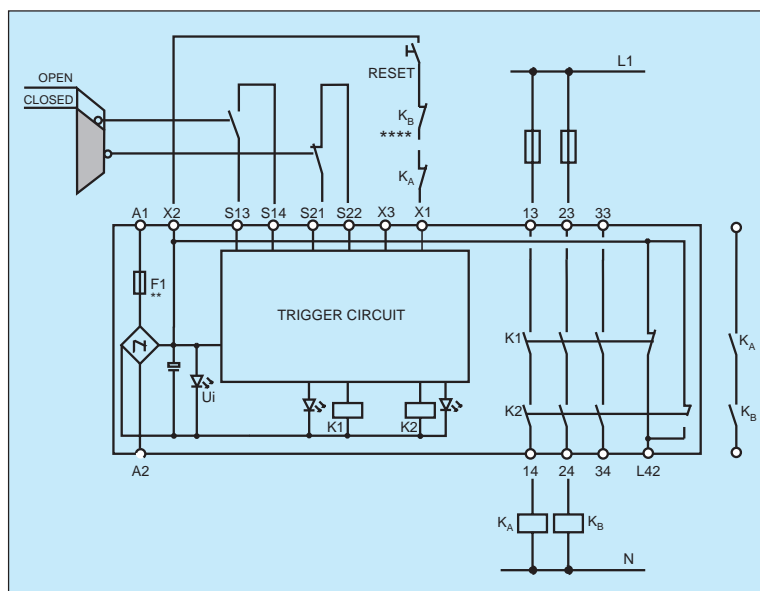 L1
RESET
OPEN
CLOSED
KB
****
KA
A1 X2 S13 S14 S21 S22 X3 X1 13 23 33
F1
**
TRIGGER CIRCUIT
K1
KA
Ui
K1 K2
K2
KB
A2 14 24 34 L42
KA KB
N